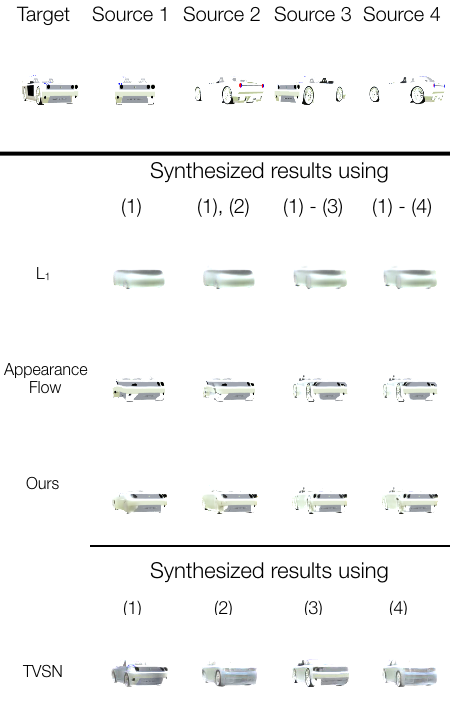 Target Source 1 Source 2 Source 3 Source 4
Synthesized results using
(1) (1), (2) (1) - (3) (1) - (4)
L₁
Appearance
Flow
Ours
Synthesized results using
(1) (2) (3) (4)
TVSN